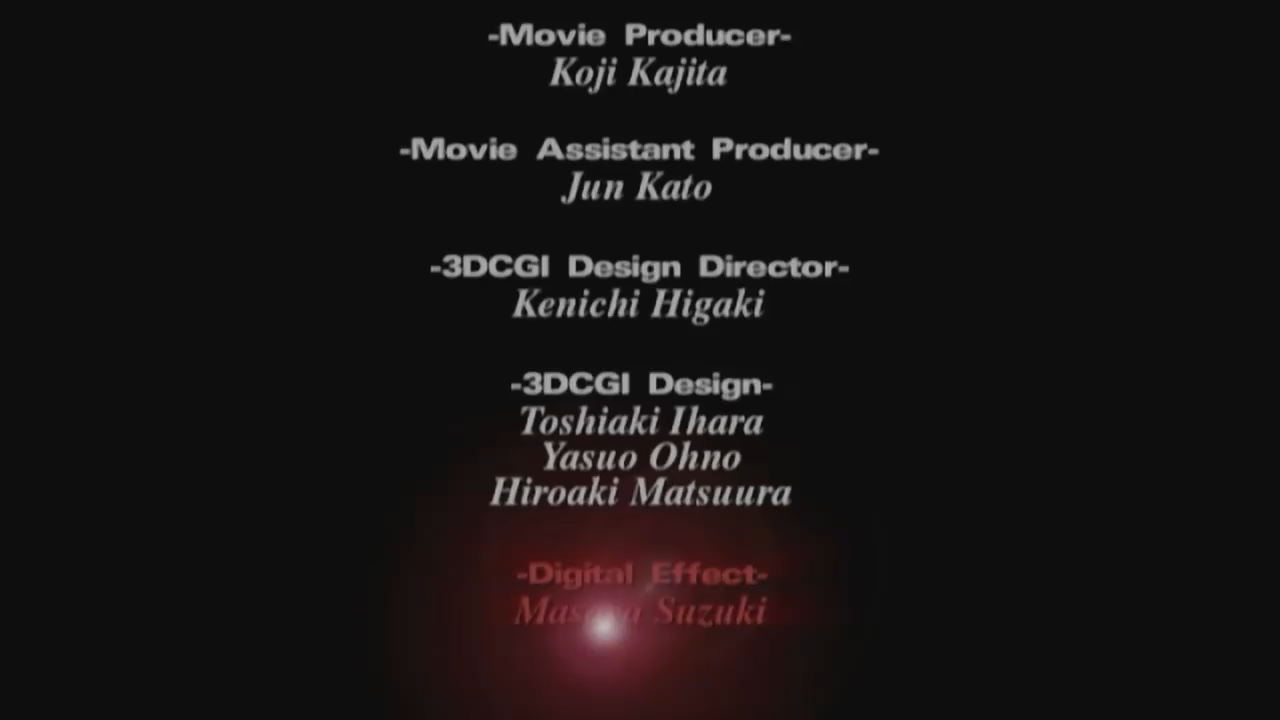 -Movie Producer-
Koji Kajita
-Movie Assistant Producer-
Jun Kato
-3DCGI Design Director-
Kenichi Higaki
-3DCGI Design-
Toshiaki Ihara
Yasuo Ohno
Hiroaki Matsuura
-Digital Effect-
Suzuki